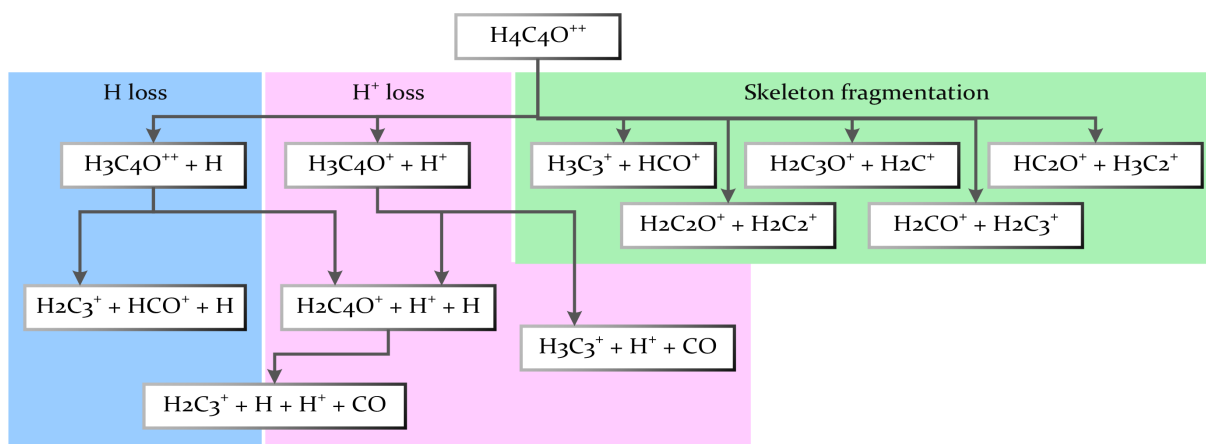 H4C4O⁺⁺
H loss
H⁺ loss
Skeleton fragmentation
H3C4O⁺⁺ + H
H3C4O⁺ + H⁺
H3C3⁺ + HCO⁺
H2C3O⁺ + H2C⁺
HC2O⁺ + H3C2⁺
H2C2O⁺ + H2C2⁺
H2CO⁺ + H2C3⁺
H2C3⁺ + HCO⁺ + H
H2C4O⁺ + H⁺ + H
H3C3⁺ + H⁺ + CO
H2C3⁺ + H + H⁺ + CO